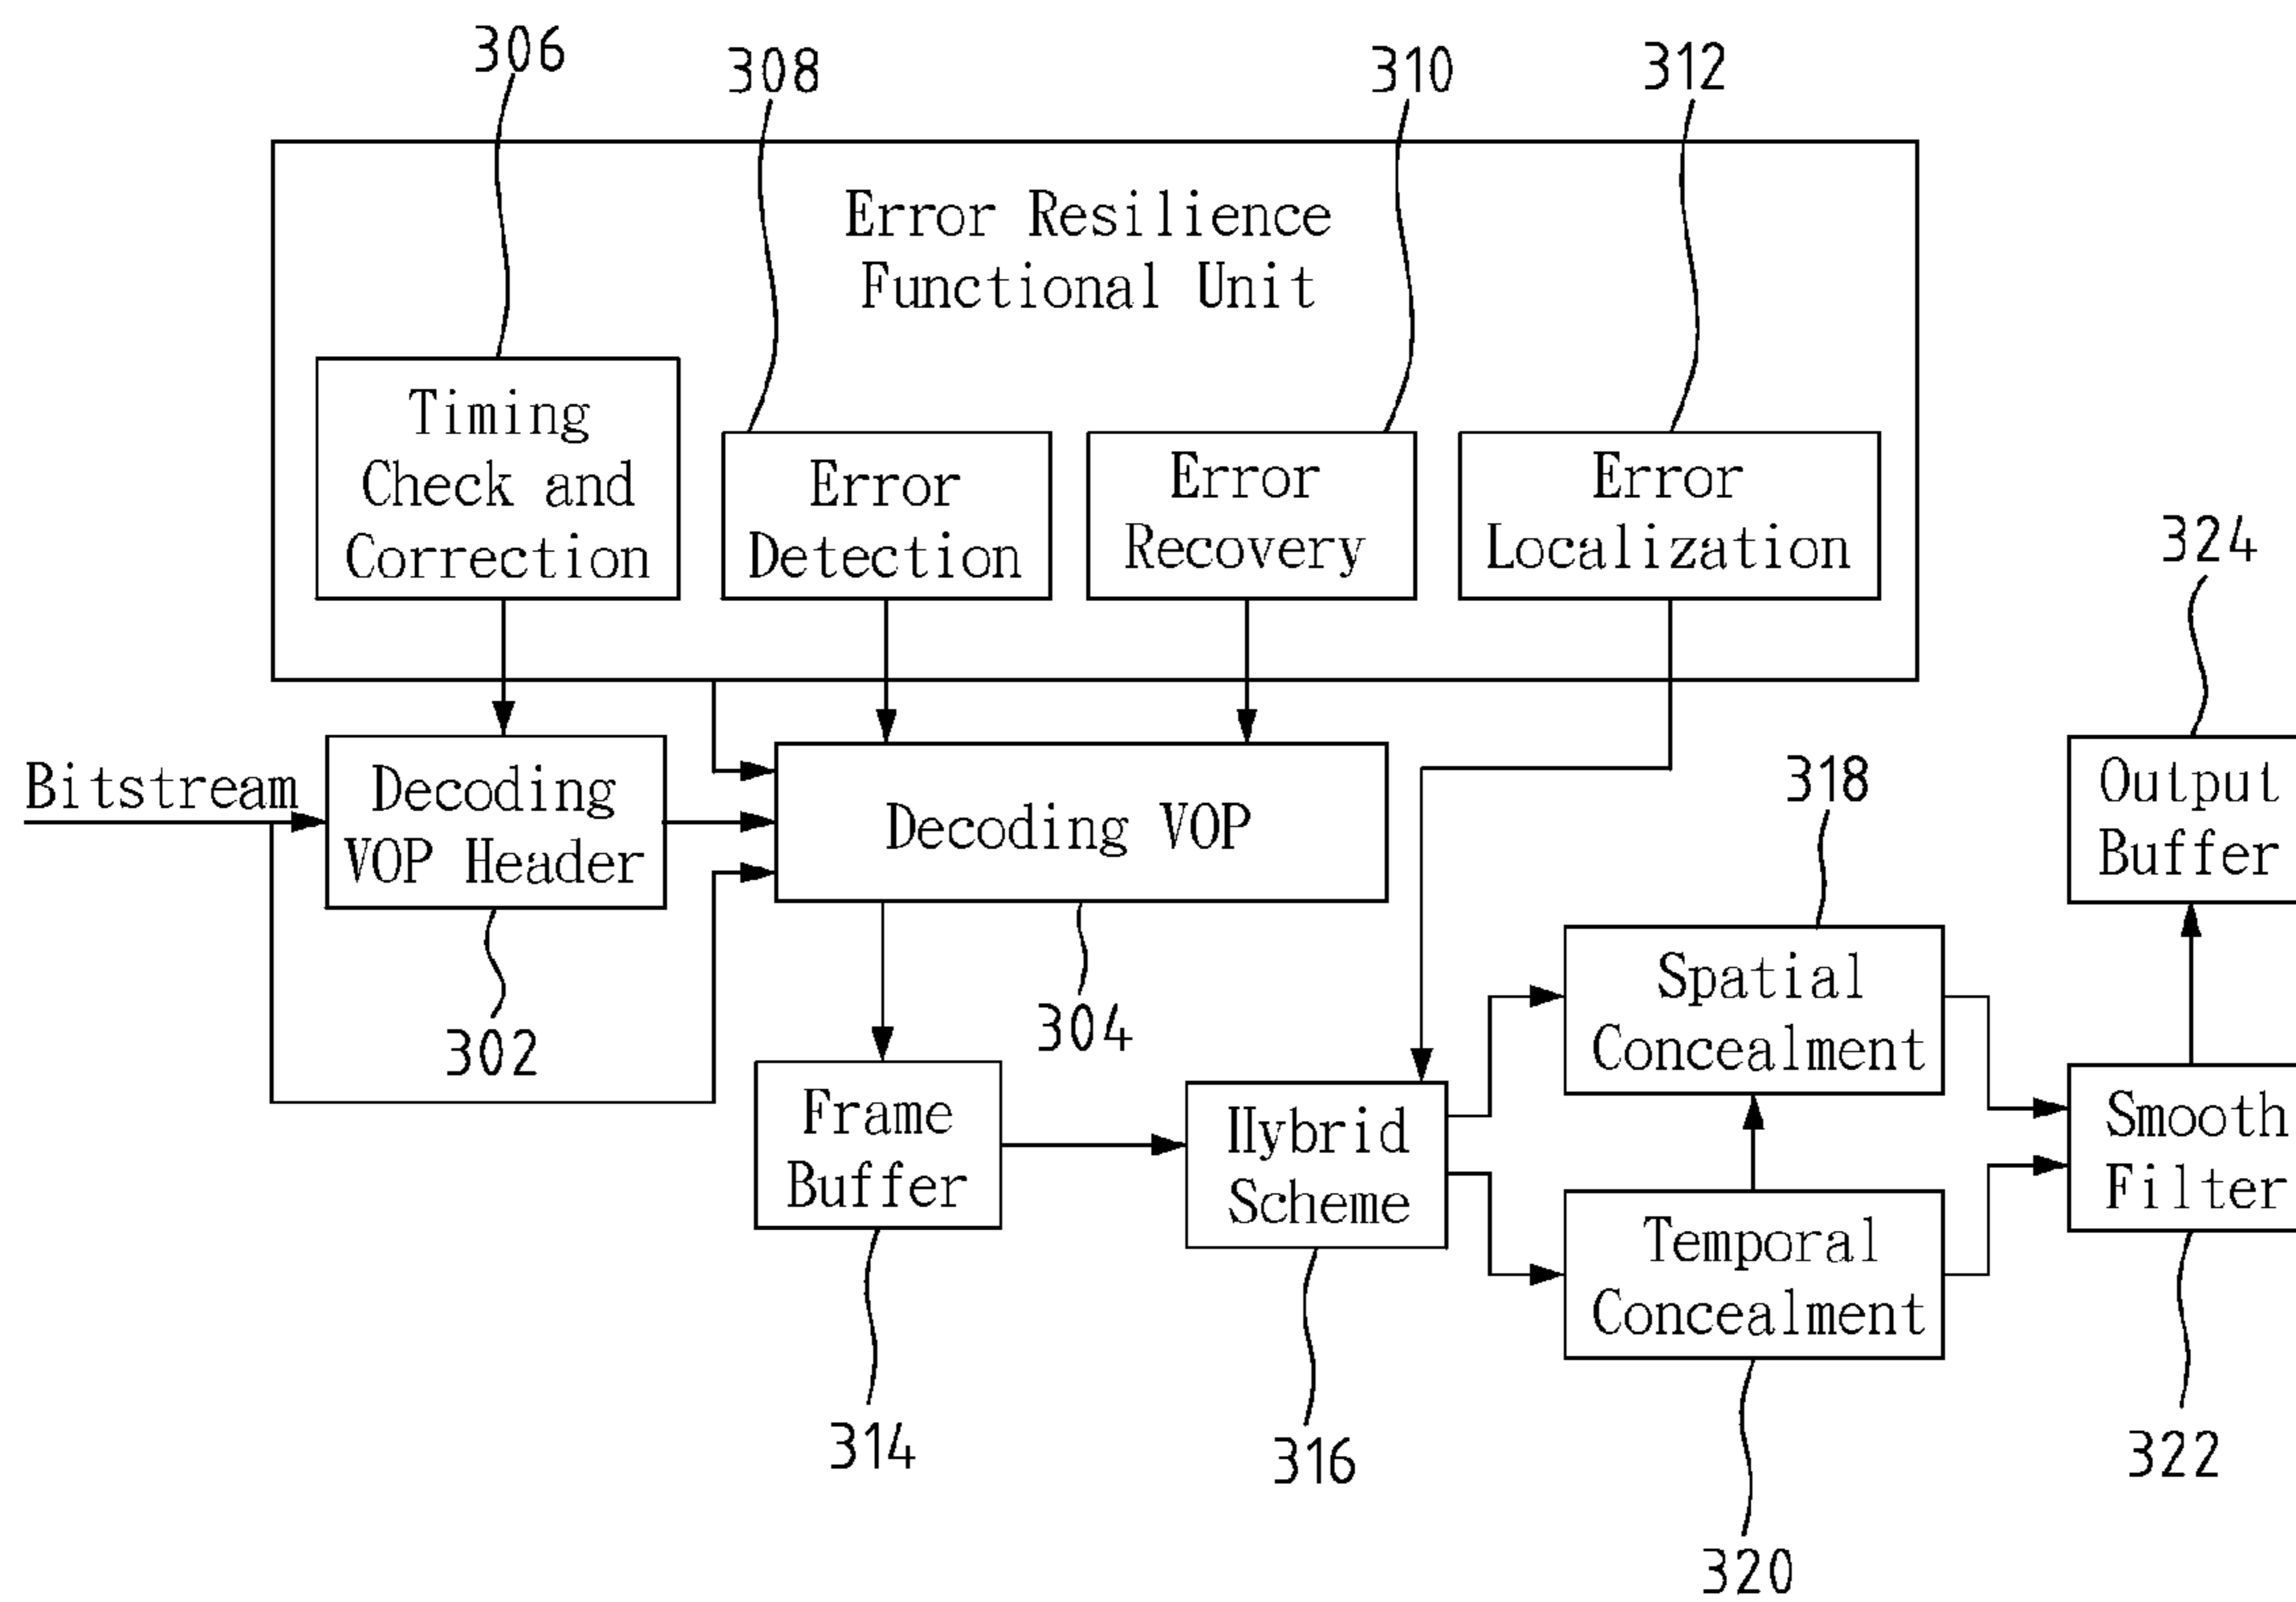 306
308
310
312
Error Resilience
Functional Unit
Timing
Check and
Correction
Error
Detection
Error
Recovery
Error
Localization
324
Bitstream
Decoding
VOP Header
Decoding VOP
318
Output
Buffer
302
304
Spatial
Concealment
Frame
Buffer
Hybrid
Scheme
Smooth
Filter
Temporal
Concealment
314
316
322
320